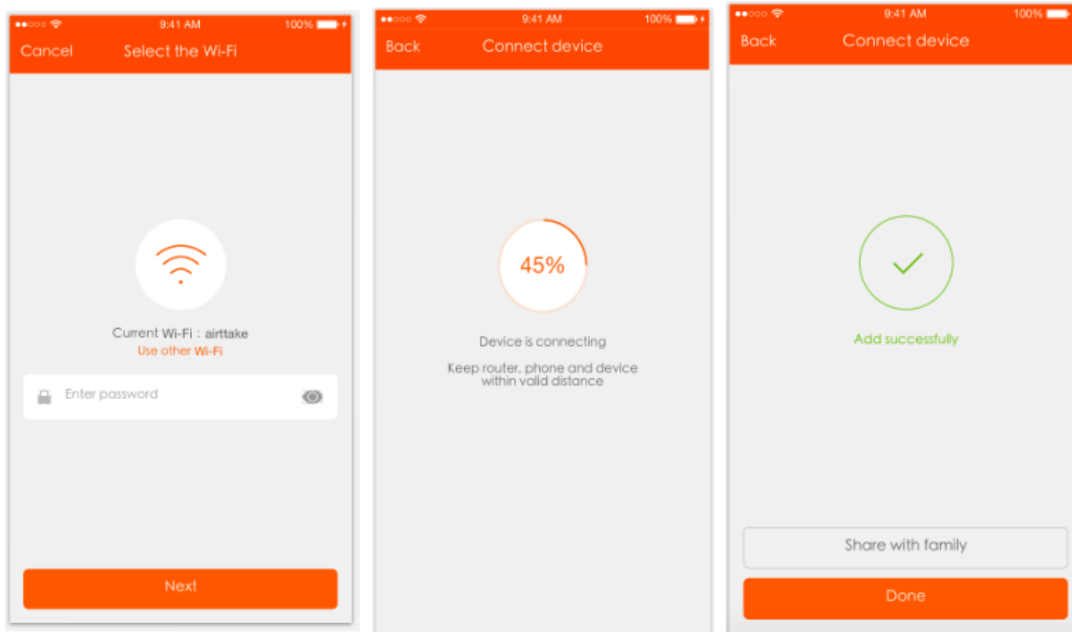 9:41 AM 100%
Cancel Select the Wi-Fi
Current Wi-Fi : airttake
Use other Wi-Fi
Enter password
Next
9:41 AM 100%
Back Connect device
45%
Device is connecting
Keep router, phone and device
within valid distance
9:41 AM 100%
Back Connect device
Add successfully
Share with family
Done